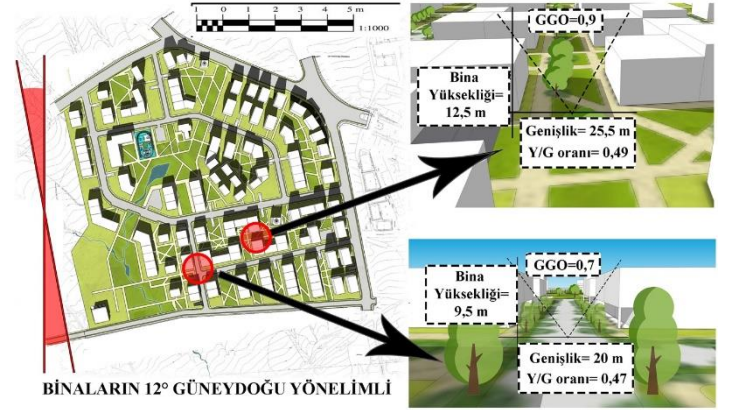 1 0 1 2 3 4 5 m
1:1000
GGO=0,9
Bina
Yüksekliği=
12,5 m
Genişlik= 25,5 m
Y/G oranı= 0,49
GGO=0,7
Bina
Yüksekliği=
9,5 m
Genişlik= 20 m
Y/G oranı= 0,47
BİNALARIN 12° GÜNEYDOĞU YÖNELİMLİ